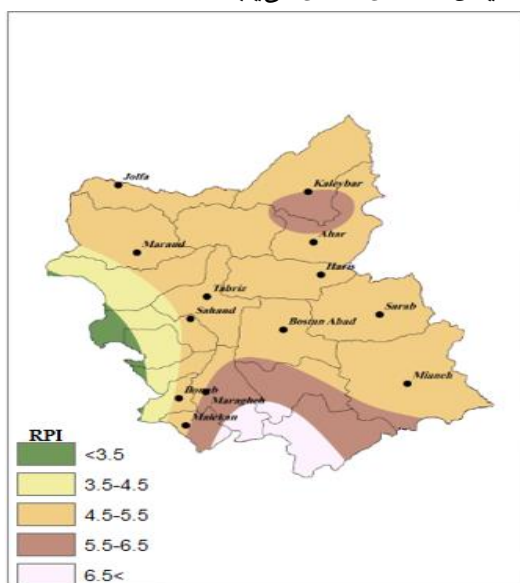 Jolfa
Kaleybar
Marand
Ahar
Haris
Tabriz
Sahand
Sarab
Bostan Abad
Mianeh
Bonab
Maragheh
Malekan
RPI
<3.5
3.5-4.5
4.5-5.5
5.5-6.5
6.5<